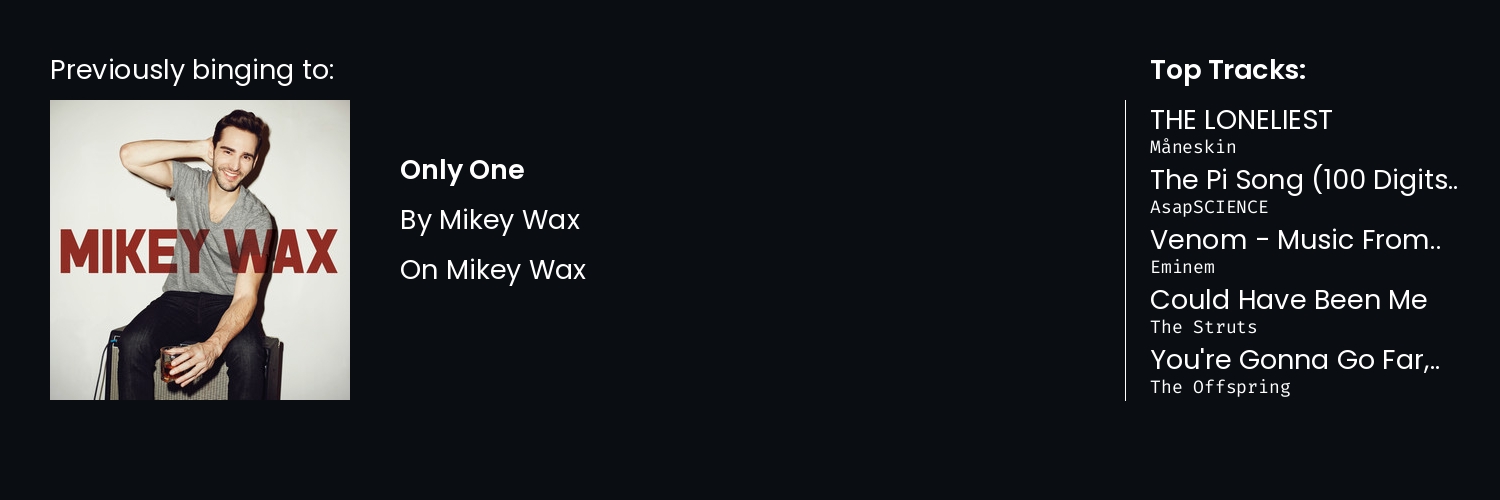 Previously binging to:
MIKEY WAX
Only One
By Mikey Wax
On Mikey Wax
Top Tracks:
THE LONELIEST
Måneskin
The Pi Song (100 Digits..
AsapSCIENCE
Venom - Music From..
Eminem
Could Have Been Me
The Struts
You're Gonna Go Far,..
The Offspring